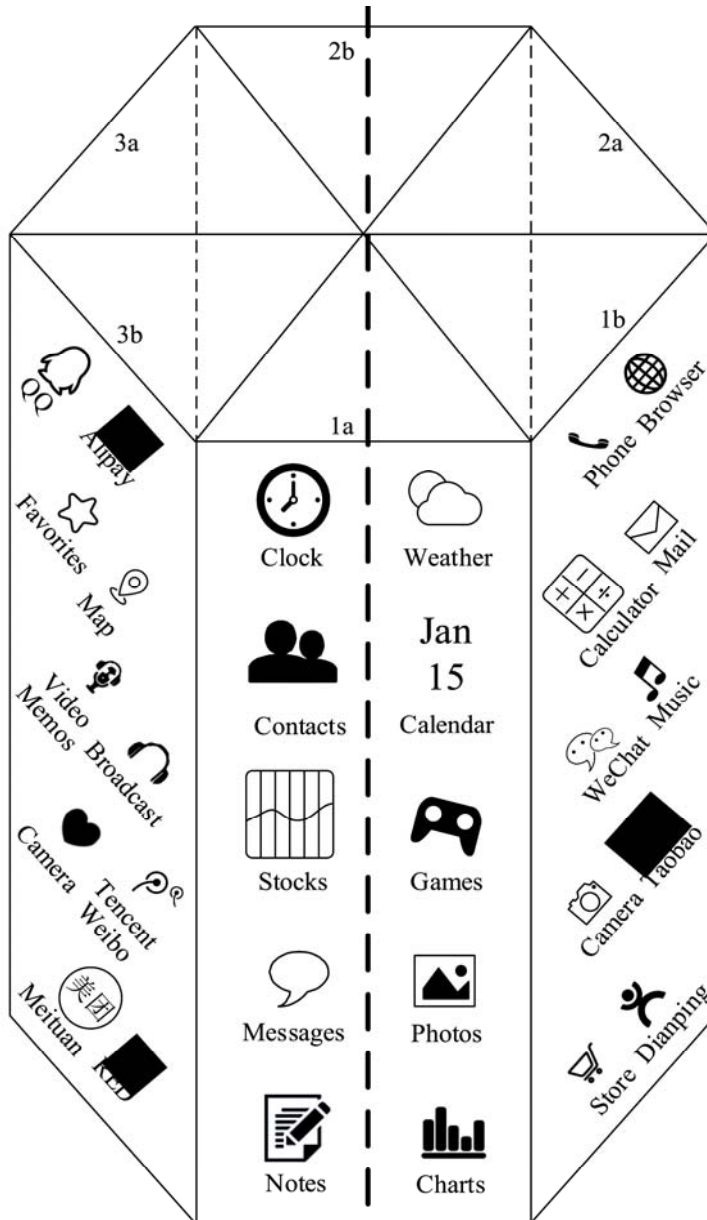 2b
3a
2a
3b
1b
1a
QQ
Alipay
Favorites
Map
Video
Memos
Broadcast
Camera
Tencent
Weibo
Meituan
美团
RED
Clock
Weather
Contacts
Jan
15
Calendar
Stocks
Games
Messages
Photos
Notes
Charts
Phone Browser
Calculator Mail
WeChat Music
Camera Taobao
Store Dianping